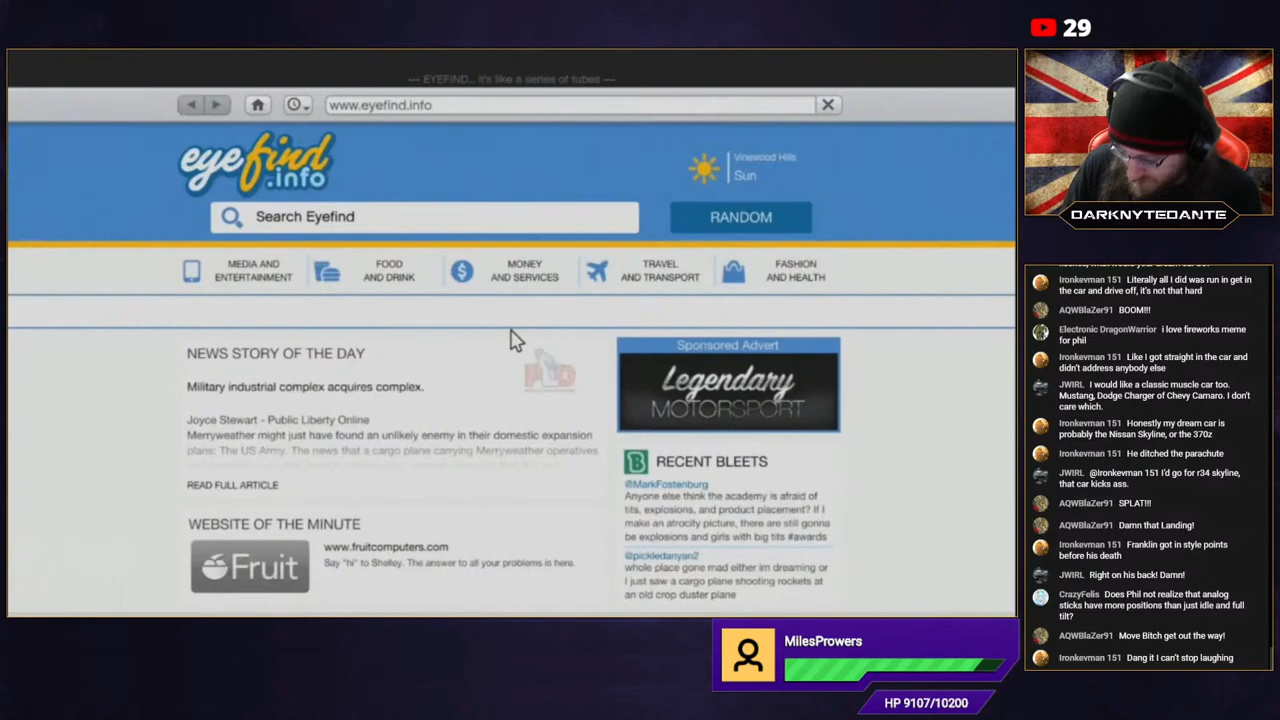 29
--- EYEFIND... it's like a series of tubes ---
www.eyefind.info
eyefind
.info
Vinewood Hills
Sun
Search Eyefind
RANDOM
MEDIA AND
ENTERTAINMENT
FOOD
AND DRINK
MONEY
AND SERVICES
TRAVEL
AND TRANSPORT
FASHION
AND HEALTH
NEWS STORY OF THE DAY
Military industrial complex acquires complex.
Joyce Stewart - Public Liberty Online
Merryweather might just have found an unlikely enemy in their domestic expansion
plans: The US Army. The news that a cargo plane carrying Merryweather operatives
READ FULL ARTICLE
WEBSITE OF THE MINUTE
Fruit
www.fruitcomputers.com
Say "hi" to Shelley. The answer to all your problems is here.
Sponsored Advert
Legendary
MOTORSPORT
B
RECENT BLEETS
@MarkFostenburg
Anyone else think the academy is afraid of
tits, explosions, and product placement? If I
make an atrocity picture, there are still gonna
be explosions and girls with big tits #awards
@pickledanyan2
whole place gone mad either im dreaming or
I just saw a cargo plane shooting rockets at
an old crop duster plane
DARKNYTEDANTE
Ironkevman 151 Literally all I did was run in get in
the car and drive off, it's not that hard
AQWBlaZer91 BOOM!!!
Electronic DragonWarrior i love fireworks meme
for phil
Ironkevman 151 Like I got straight in the car and
didn't address anybody else
JWIRL I would like a classic muscle car too.
Mustang, Dodge Charger of Chevy Camaro. I don't
care which.
Ironkevman 151 Honestly my dream car is
probably the Nissan Skyline, or the 370z
Ironkevman 151 He ditched the parachute
JWIRL @Ironkevman 151 I'd go for r34 skyline,
that car kicks ass.
AQWBlaZer91 SPLAT!!!
AQWBlaZer91 Damn that Landing!
Ironkevman 151 Franklin got in style points
before his death
JWIRL Right on his back! Damn!
CrazyFelis Does Phil not realize that analog
sticks have more positions than just idle and full
tilt?
AQWBlaZer91 Move Bitch get out the way!
Ironkevman 151 Dang it I can't stop laughing
MilesProwers
HP 9107/10200